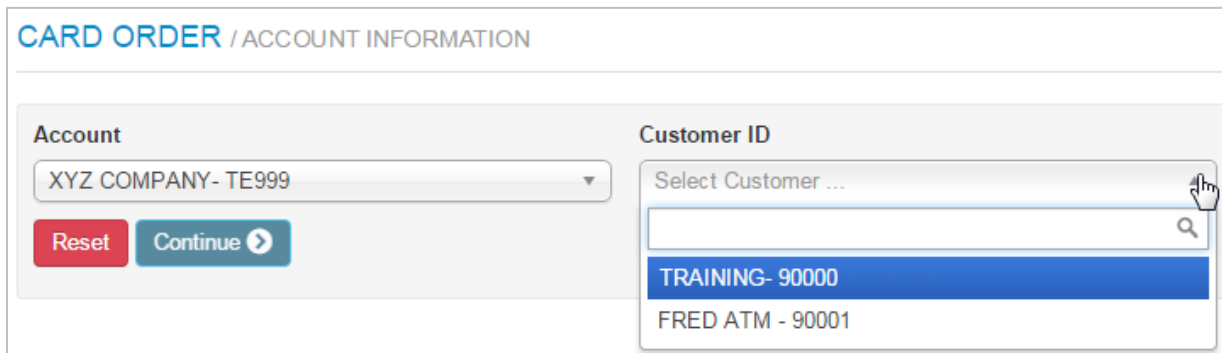 CARD ORDER / ACCOUNT INFORMATION
Account
XYZ COMPANY- TE999
Reset
Continue
Customer ID
Select Customer ...
TRAINING- 90000
FRED ATM - 90001